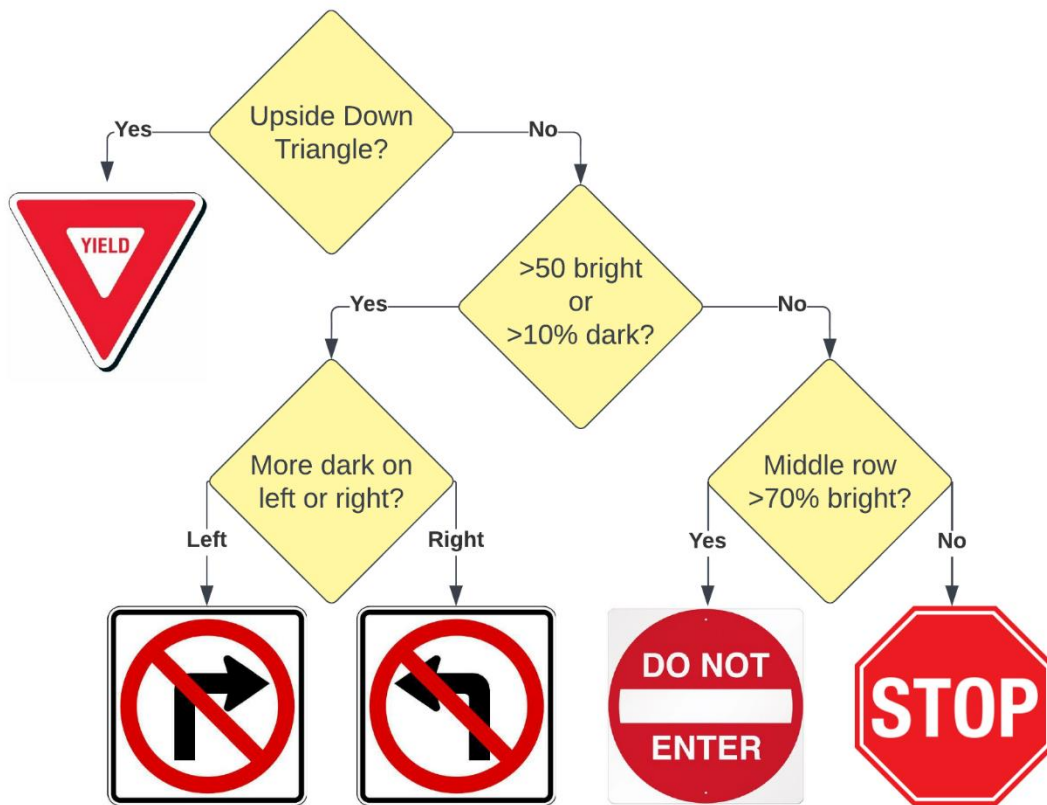 Upside Down
Triangle?
Yes
No
YIELD
>50 bright
or
>10% dark?
Yes
No
More dark on
left or right?
Middle row
>70% bright?
Left
Right
Yes
No
DO NOT
ENTER
STOP